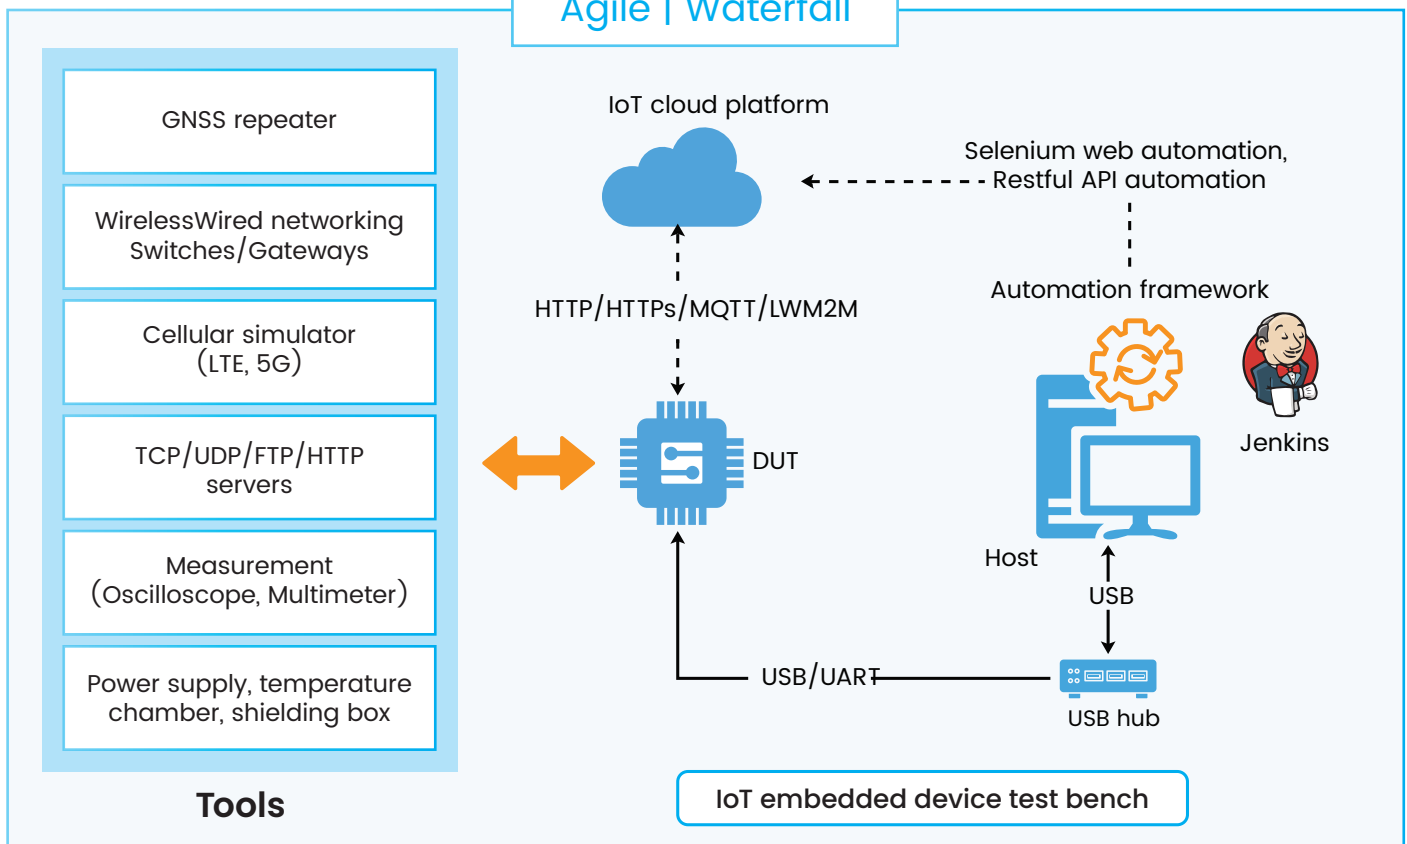 Agile | Waterfall
GNSS repeater
WirelessWired networking
Switches/Gateways
Cellular simulator
(LTE, 5G)
TCP/UDP/FTP/HTTP
servers
Measurement
(Oscilloscope, Multimeter)
Power supply, temperature
chamber, shielding box
Tools
IoT cloud platform
Selenium web automation,
Restful API automation
HTTP/HTTPs/MQTT/LWM2M
Automation framework
Jenkins
DUT
Host
USB
USB/UART
USB hub
IoT embedded device test bench